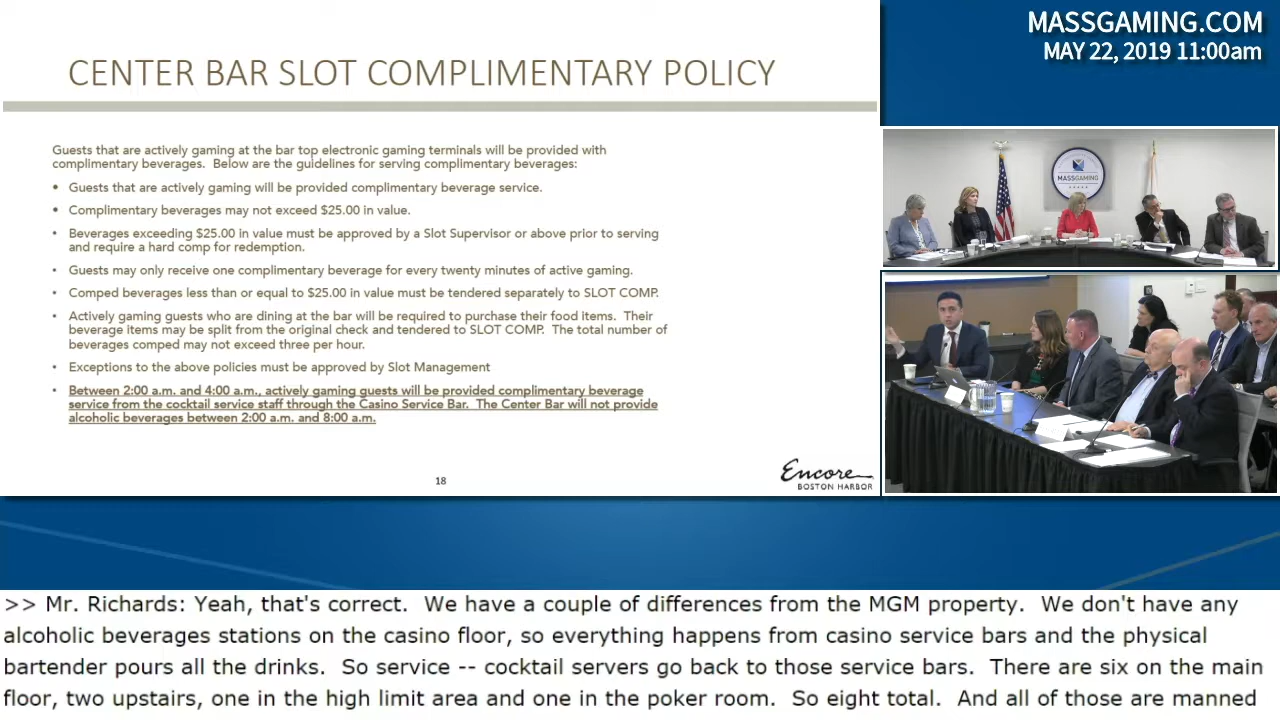 MASSGAMING.COM
MAY 22, 2019 11:00am
CENTER BAR SLOT COMPLIMENTARY POLICY
Guests that are actively gaming at the bar top electronic gaming terminals will be provided with
complimentary beverages. Below are the guidelines for serving complimentary beverages:
• Guests that are actively gaming will be provided complimentary beverage service.
• Complimentary beverages may not exceed $25.00 in value.
• Beverages exceeding $25.00 in value must be approved by a Slot Supervisor or above prior to serving
and require a hard comp for redemption.
• Guests may only receive one complimentary beverage for every twenty minutes of active gaming.
• Comped beverages less than or equal to $25.00 in value must be tendered separately to SLOT COMP.
• Actively gaming guests who are dining at the bar will be required to purchase their food items. Their
beverage items may be split from the original check and tendered to SLOT COMP. The total number of
beverages comped may not exceed three per hour.
• Exceptions to the above policies must be approved by Slot Management
• Between 2:00 a.m. and 4:00 a.m., actively gaming guests will be provided complimentary beverage
service from the cocktail service staff through the Casino Service Bar. The Center Bar will not provide
alcoholic beverages between 2:00 a.m. and 8:00 a.m.
18
Encore
BOSTON HARBOR
MASSGAMING
>> Mr. Richards: Yeah, that's correct. We have a couple of differences from the MGM property. We don't have any
alcoholic beverages stations on the casino floor, so everything happens from casino service bars and the physical
bartender pours all the drinks. So service -- cocktail servers go back to those service bars. There are six on the main
floor, two upstairs, one in the high limit area and one in the poker room. So eight total. And all of those are manned